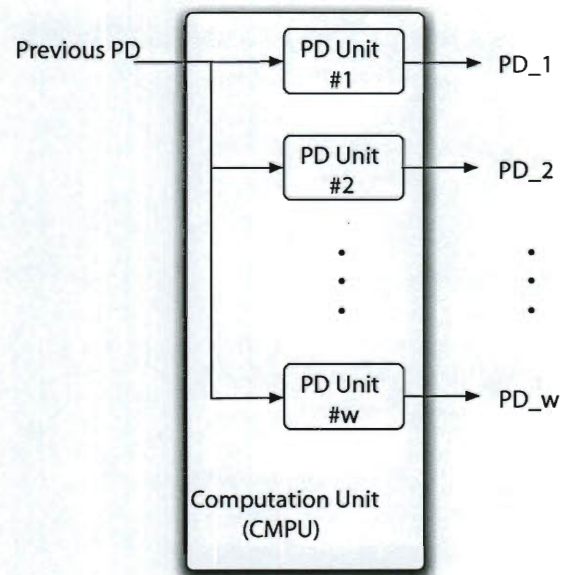 Previous PD
PD Unit
#1
PD_1
PD Unit
#2
PD_2
PD Unit
#w
PD_w
Computation Unit
(CMPU)